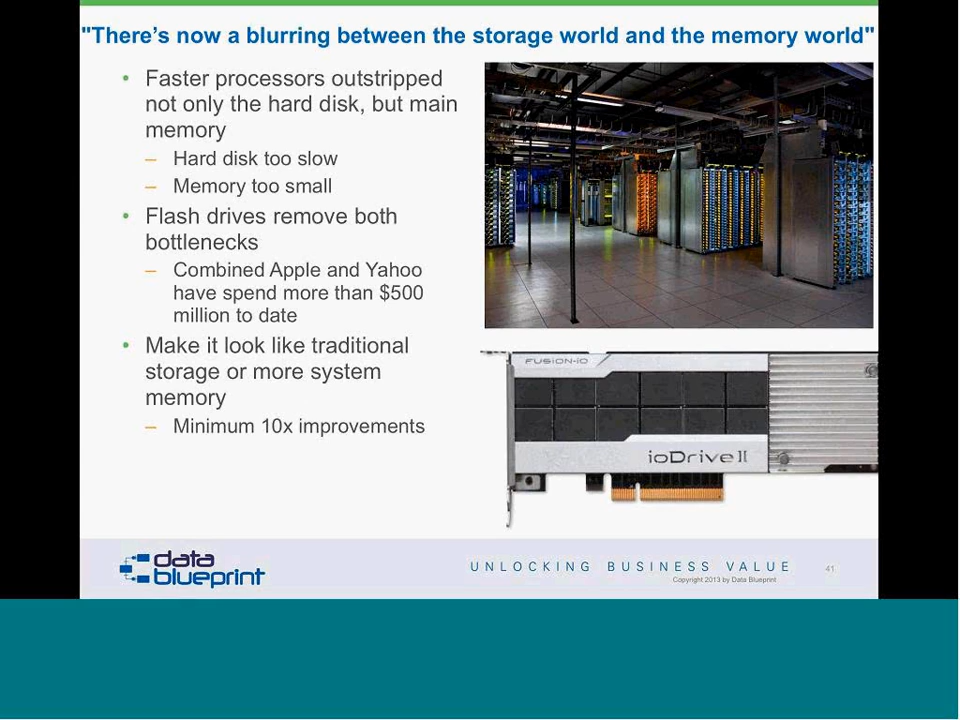 "There's now a blurring between the storage world and the memory world"
• Faster processors outstripped
not only the hard disk, but main
memory
– Hard disk too slow
– Memory too small
• Flash drives remove both
bottlenecks
– Combined Apple and Yahoo
have spend more than $500
million to date
• Make it look like traditional
storage or more system
memory
– Minimum 10x improvements
FUSION-iO
ioDrive II
data
blueprint
UNLOCKING BUSINESS VALUE
41
Copyright 2013 by Data Blueprint